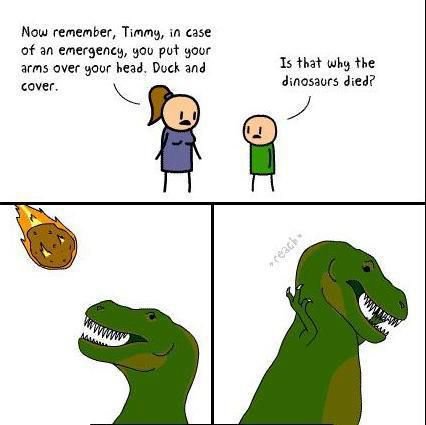 Now remember, Timmy, in case
of an emergency, you put your
arms over your head. Duck and
cover.
Is that why the
dinosaurs died?
*reach*